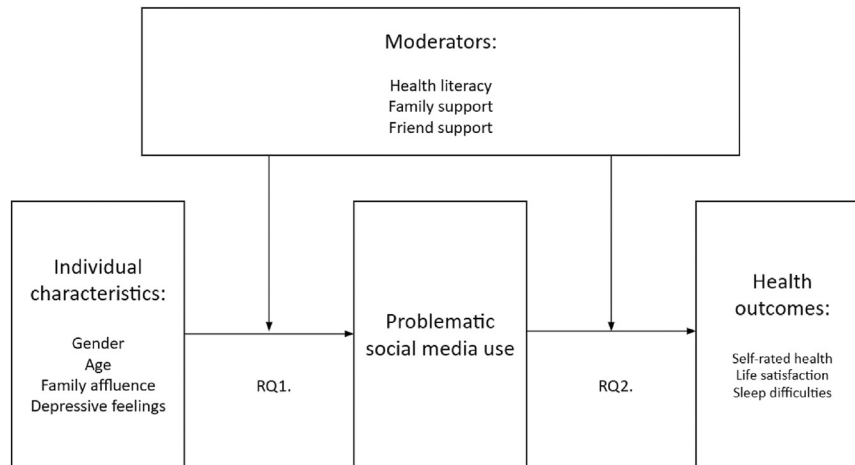 Moderators:
Health literacy
Family support
Friend support
Individual
characteristics:
Gender
Age
Family affluence
Depressive feelings
RQ1.
Problematic
social media use
RQ2.
Health
outcomes:
Self-rated health
Life satisfaction
Sleep difficulties